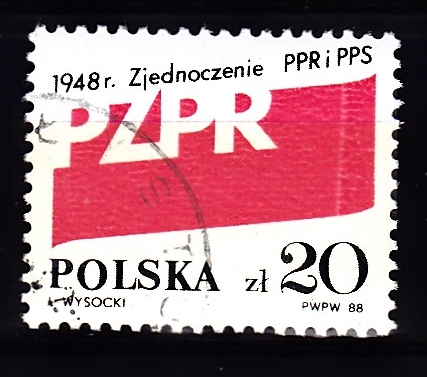 1948 r. Zjednoczenie PPR i PPS
PZPR
POLSKA zł 20
WYSOCKI PWPW 88